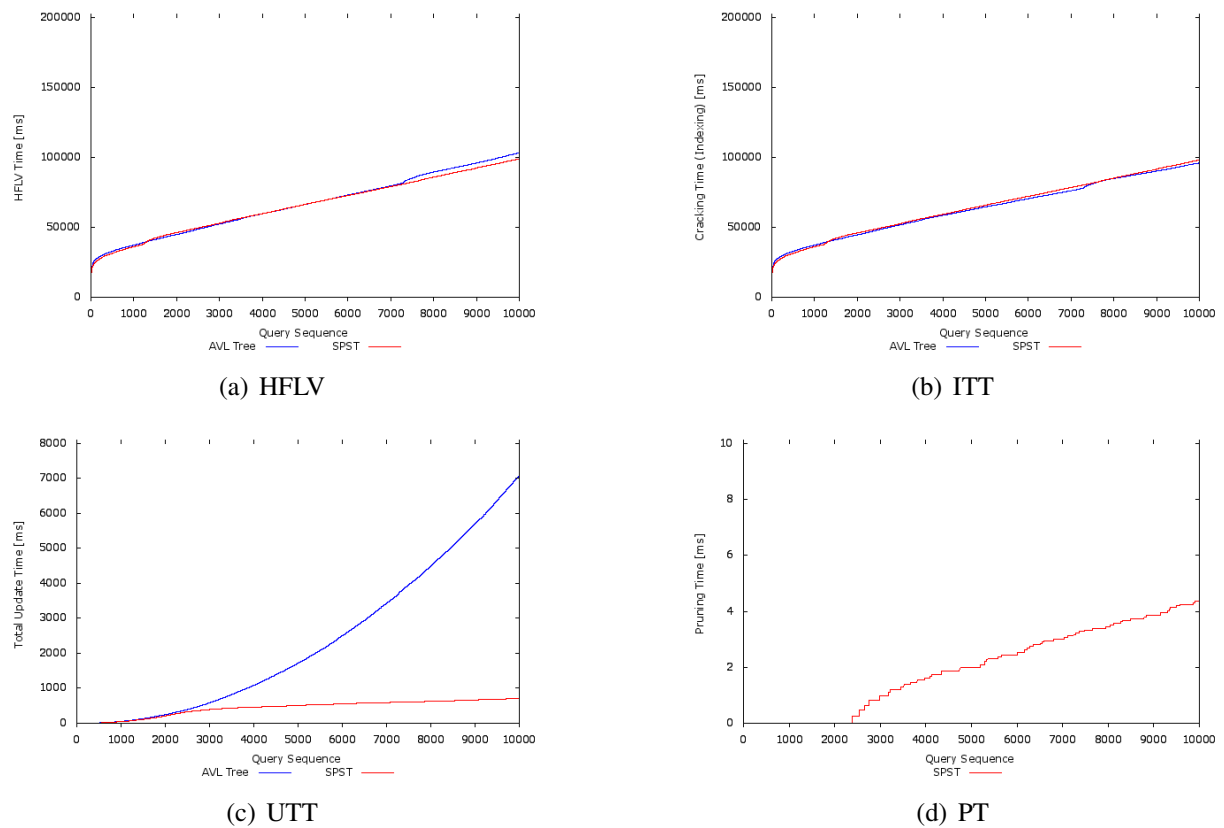 200000
150000
100000
50000
0
HFLV Time [ms]
0 1000 2000 3000 4000 5000 6000 7000 8000 9000 10000
Query Sequence
AVL Tree SPST
(a) HFLV
200000
150000
100000
50000
0
Cracking Time (Indexing) [ms]
0 1000 2000 3000 4000 5000 6000 7000 8000 9000 10000
Query Sequence
AVL Tree SPST
(b) ITT
8000
7000
6000
5000
4000
3000
2000
1000
0
Total Update Time [ms]
0 1000 2000 3000 4000 5000 6000 7000 8000 9000 10000
Query Sequence
AVL Tree SPST
(c) UTT
10
8
6
4
2
0
Pruning Time [ms]
0 1000 2000 3000 4000 5000 6000 7000 8000 9000 10000
Query Sequence
SPST
(d) PT